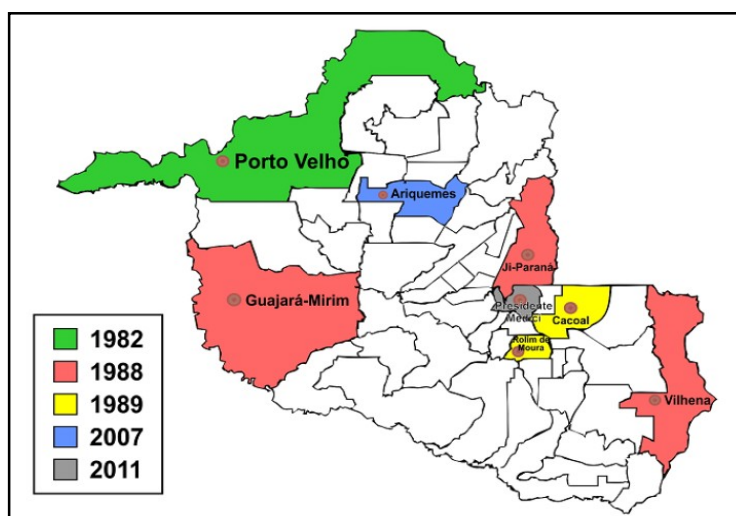 Porto Velho
Ariquemes
Ji-Paraná
Guajará-Mirim
Presidente
Médici
Cacoal
Rolim de
Moura
Vilhena
1982
1988
1989
2007
2011